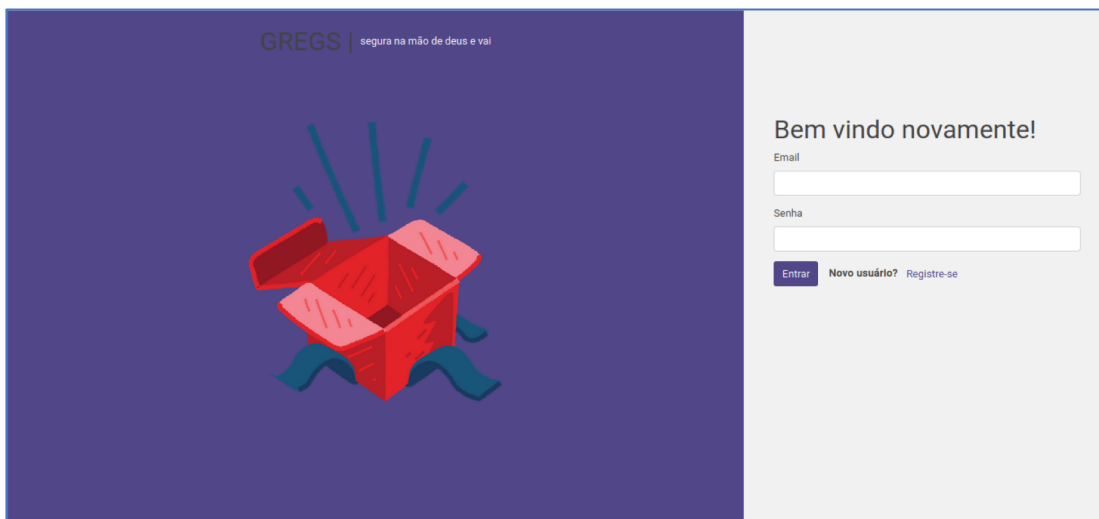 GREGS | segura na mão de deus e vai
Bem vindo novamente!
Email
Senha
Entrar Novo usuário? Registre-se